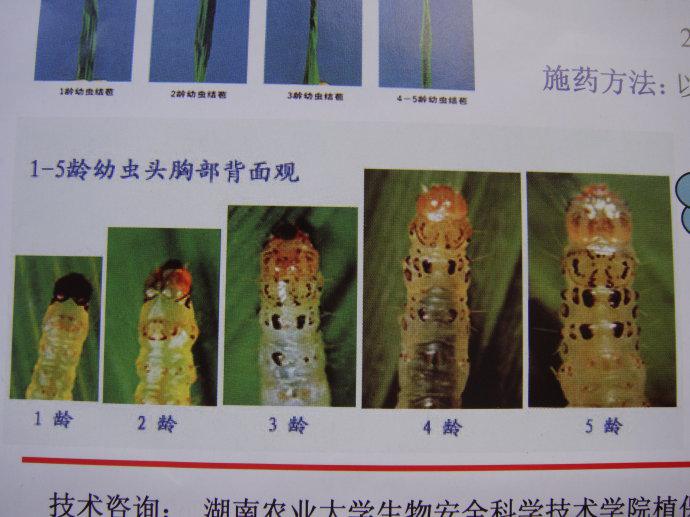 1龄幼虫结苞 2龄幼虫结苞 3龄幼虫结苞 4-5龄幼虫结苞
施药方法：
1-5龄幼虫头胸部背面观
1 龄 2 龄 3 龄 4 龄 5 龄
技术咨询： 湖南农业大学生物安全科学技术学院植